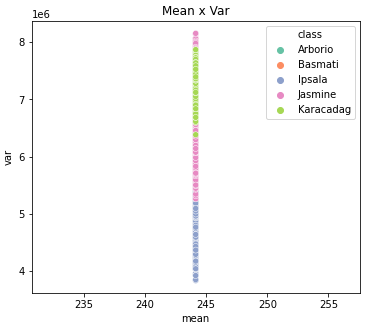 Mean x Var
1e6
class
Arborio
Basmati
Ipsala
Jasmine
Karacadag
8
7
6
5
4
var
235
240
245
250
255
mean